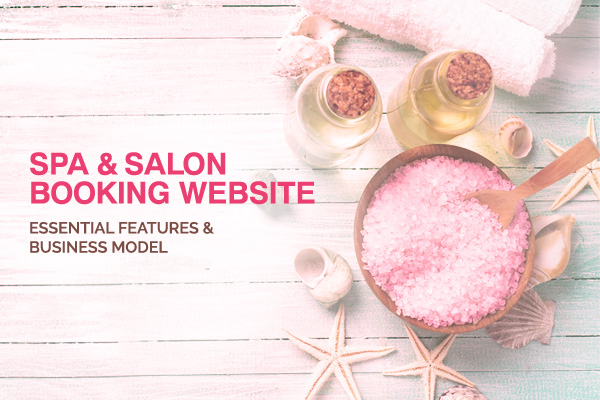 SPA & SALON
BOOKING WEBSITE
ESSENTIAL FEATURES &
BUSINESS MODEL